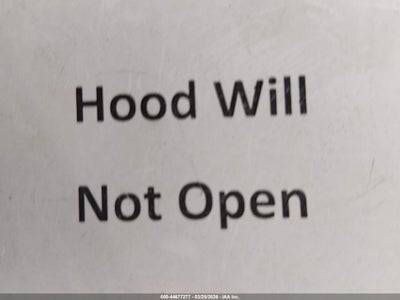 Hood Will
Not Open
000-44677277 - 03/25/2026 - IAA Inc.